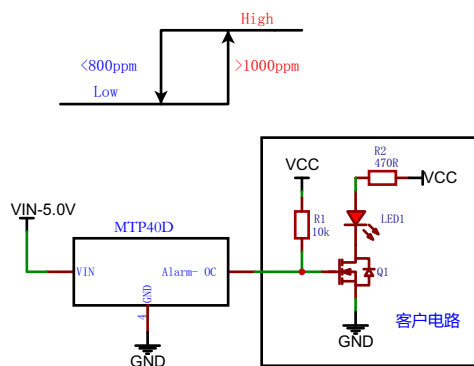 High
<800ppm
>1000ppm
Low
R2
470R
VCC
VCC
VIN-5.0V
R1
10k
LED1
MTP40D
VIN
Alarm- OC
Q1
GND
4
GND
客户电路
GND